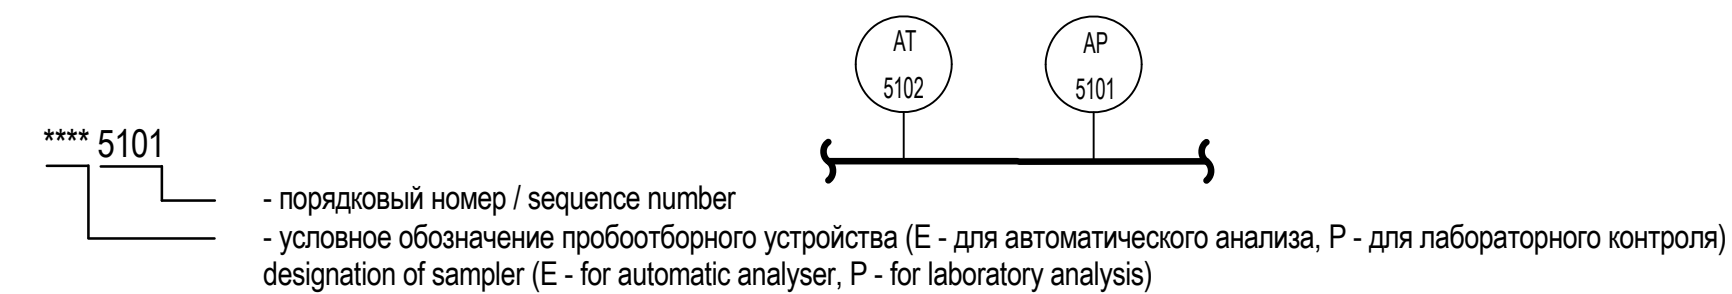 AT
5102
AP
5101
**** 5101
- порядковый номер / sequence number
- условное обозначение пробоотборного устройства (E - для автоматического анализа, P - для лабораторного контроля)
designation of sampler (E - for automatic analyser, P - for laboratory analysis)